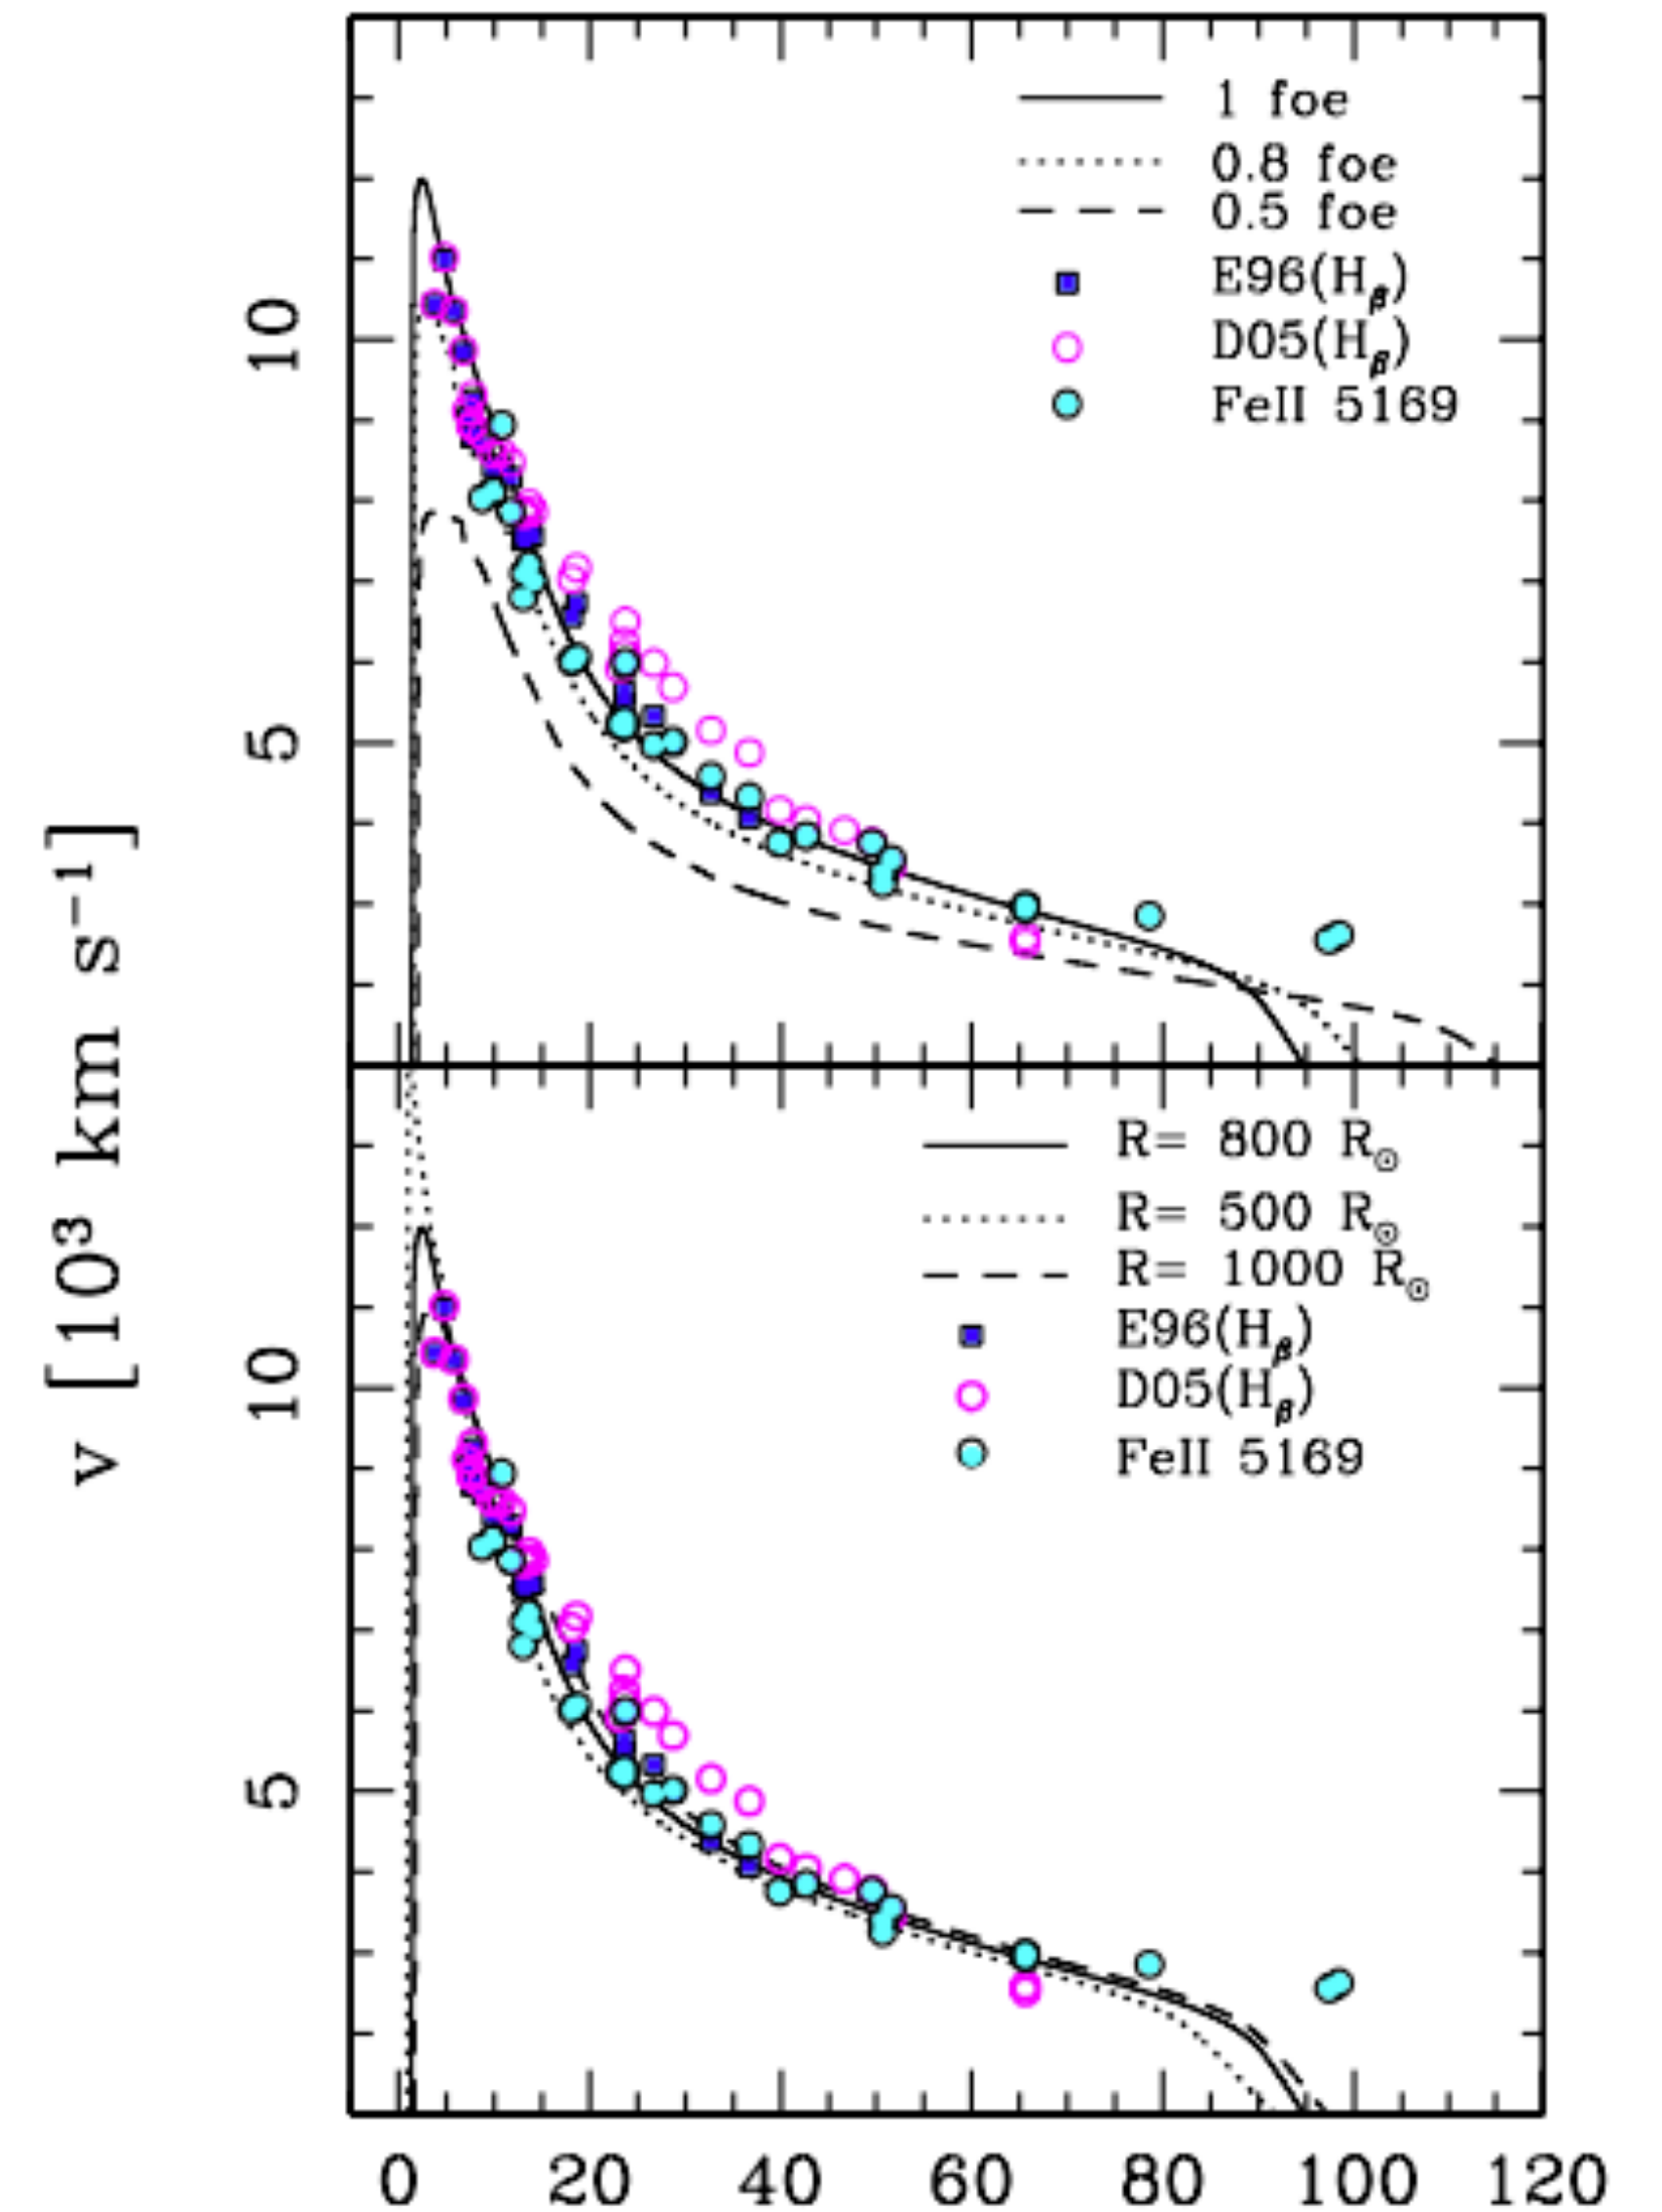 1 foe
0.8 foe
0.5 foe
E96(Hβ)
D05(Hβ)
FeII 5169
10
5
v [10³ km s⁻¹]
R= 800 R⊙
R= 500 R⊙
R= 1000 R⊙
E96(Hβ)
D05(Hβ)
FeII 5169
10
5
0 20 40 60 80 100 120